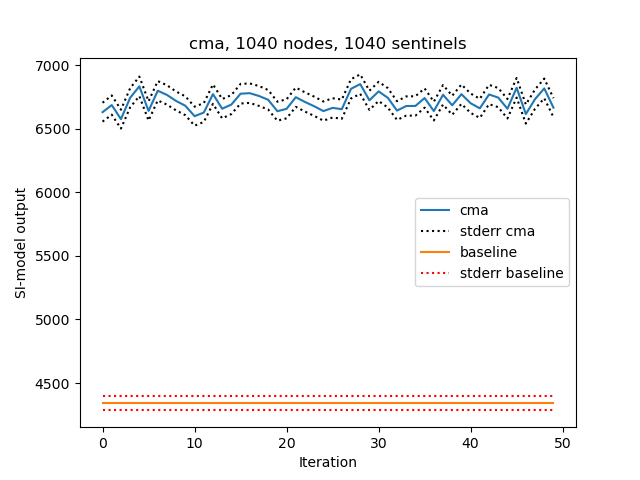 cma, 1040 nodes, 1040 sentinels
7000
6500
6000
5500
5000
4500
SI-model output
cma
stderr cma
baseline
stderr baseline
0
10
20
30
40
50
Iteration